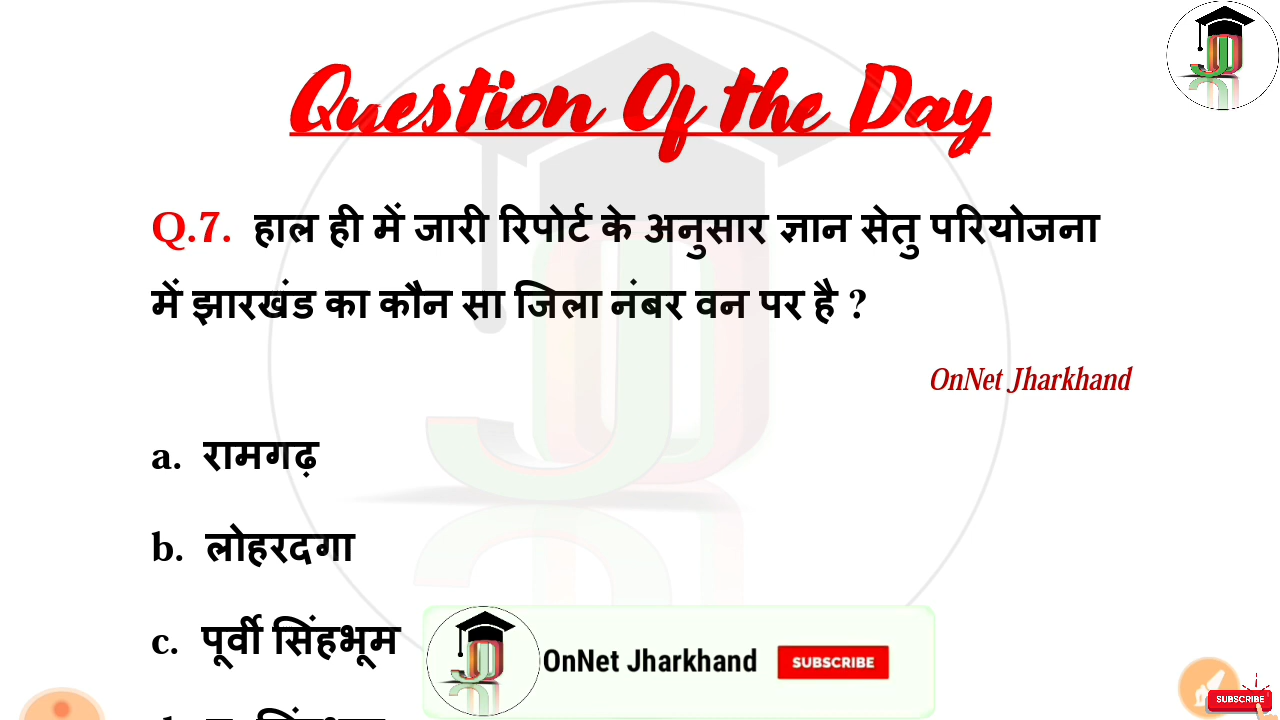 Question Of the Day
Q.7. हाल ही में जारी रिपोर्ट के अनुसार ज्ञान सेतु परियोजना
में झारखंड का कौन सा जिला नंबर वन पर है ?
OnNet Jharkhand
a. रामगढ़
b. लोहरदगा
c. पूर्वी सिंहभूम
OnNet Jharkhand SUBSCRIBE
SUBSCRIBE